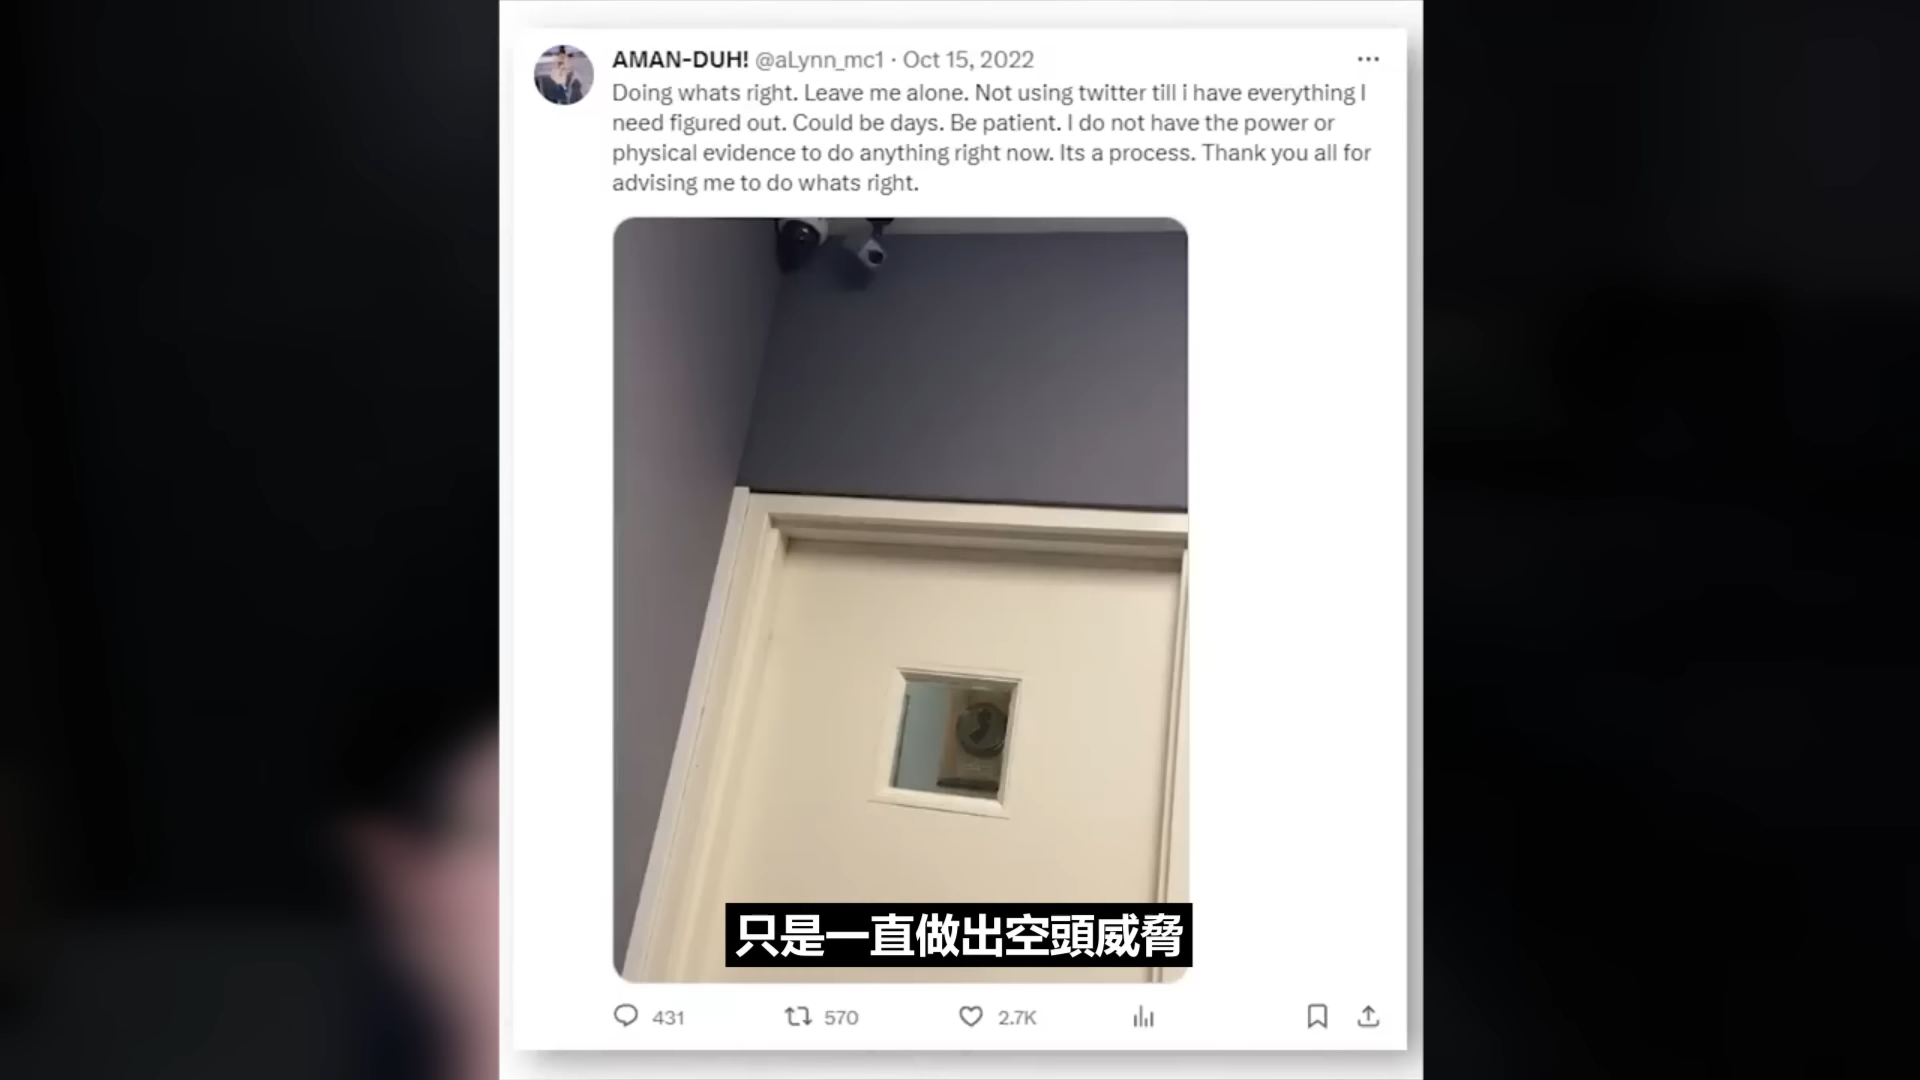 AMAN-DUH! @aLynn_mc1 · Oct 15, 2022
Doing whats right. Leave me alone. Not using twitter till i have everything I
need figured out. Could be days. Be patient. I do not have the power or
physical evidence to do anything right now. Its a process. Thank you all for
advising me to do whats right.
只是一直做出空頭威脅
431 570 2.7K